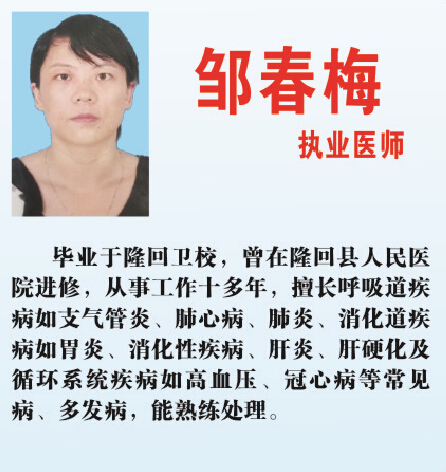 邹春梅
执业医师
毕业于隆回卫校，曾在隆回县人民医
院进修，从事工作十多年，擅长呼吸道疾
病如支气管炎、肺心病、肺炎、消化道疾
病如胃炎、消化性疾病、肝炎、肝硬化及
循环系统疾病如高血压、冠心病等常见
病、多发病，能熟练处理。